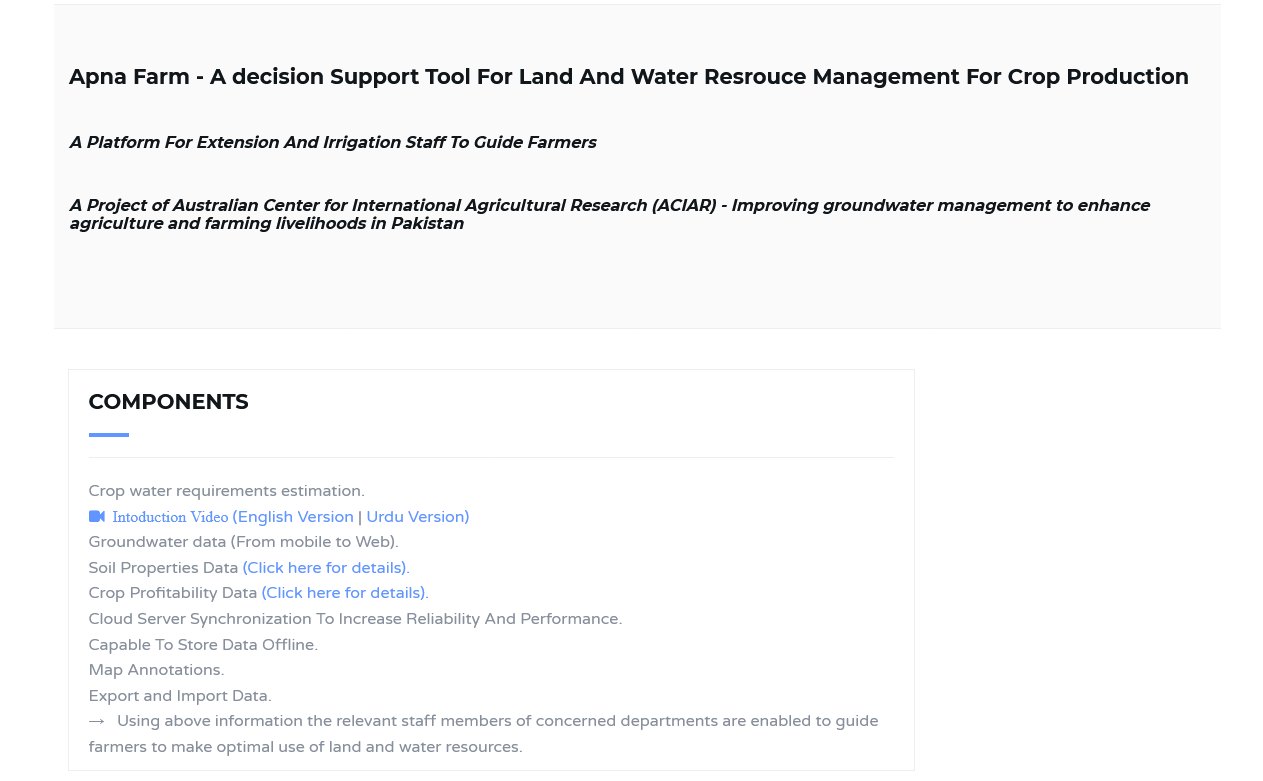 Apna Farm - A decision Support Tool For Land And Water Resrouce Management For Crop Production
A Platform For Extension And Irrigation Staff To Guide Farmers
A Project of Australian Center for International Agricultural Research (ACIAR) - Improving groundwater management to enhance
agriculture and farming livelihoods in Pakistan
COMPONENTS
Crop water requirements estimation.
Intoduction Video (English Version | Urdu Version)
Groundwater data (From mobile to Web).
Soil Properties Data (Click here for details).
Crop Profitability Data (Click here for details).
Cloud Server Synchronization To Increase Reliability And Performance.
Capable To Store Data Offline.
Map Annotations.
Export and Import Data.
→ Using above information the relevant staff members of concerned departments are enabled to guide
farmers to make optimal use of land and water resources.